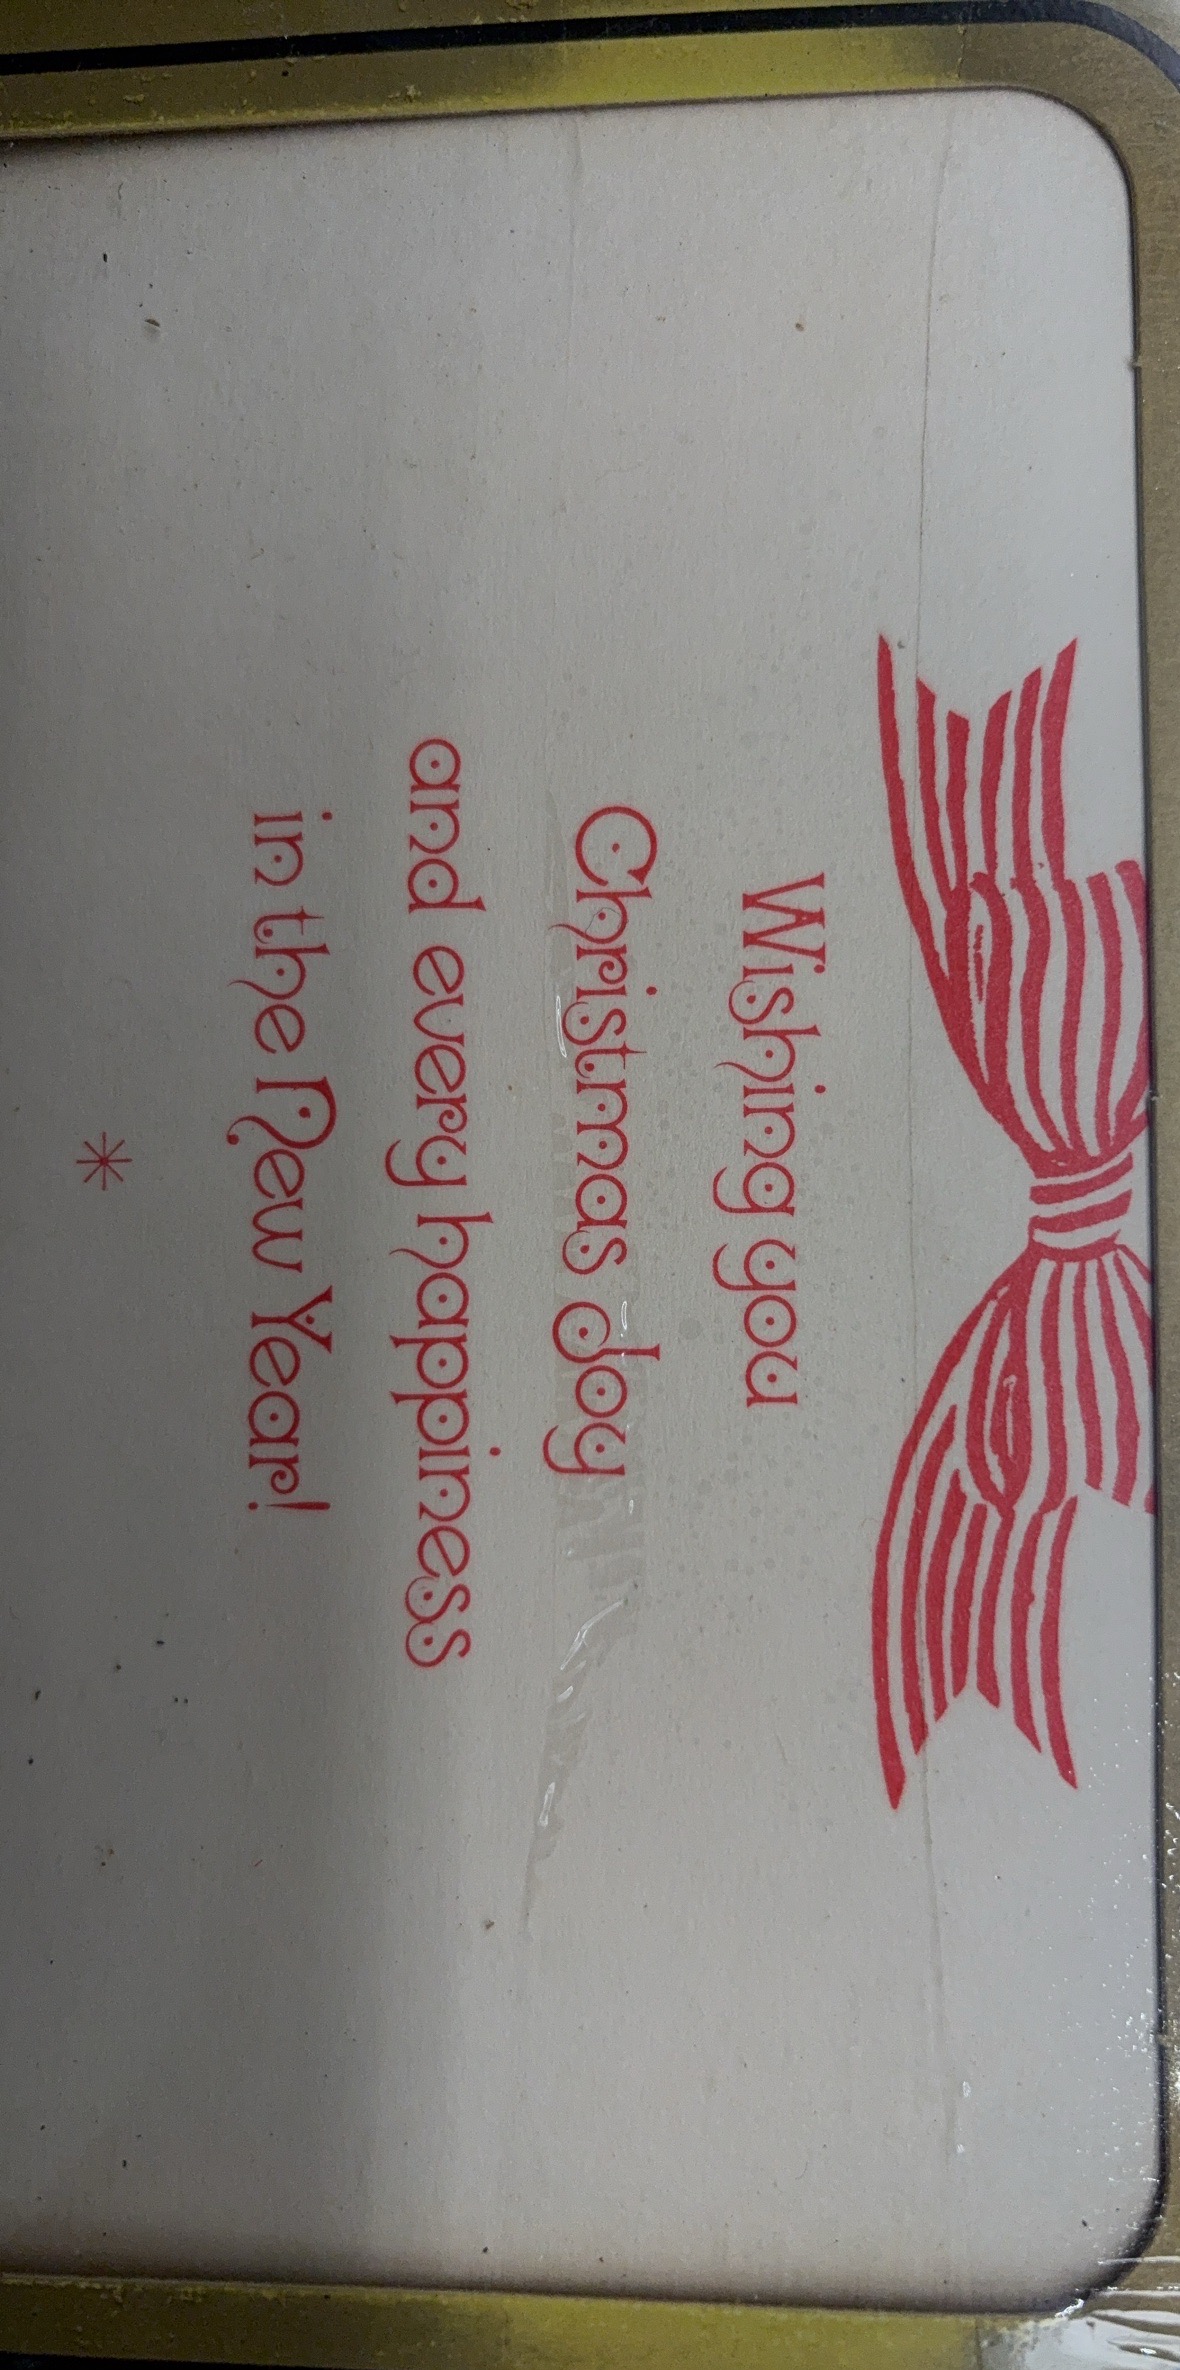 Wishing you
Christmas Joy
and every happiness
in the New Year!